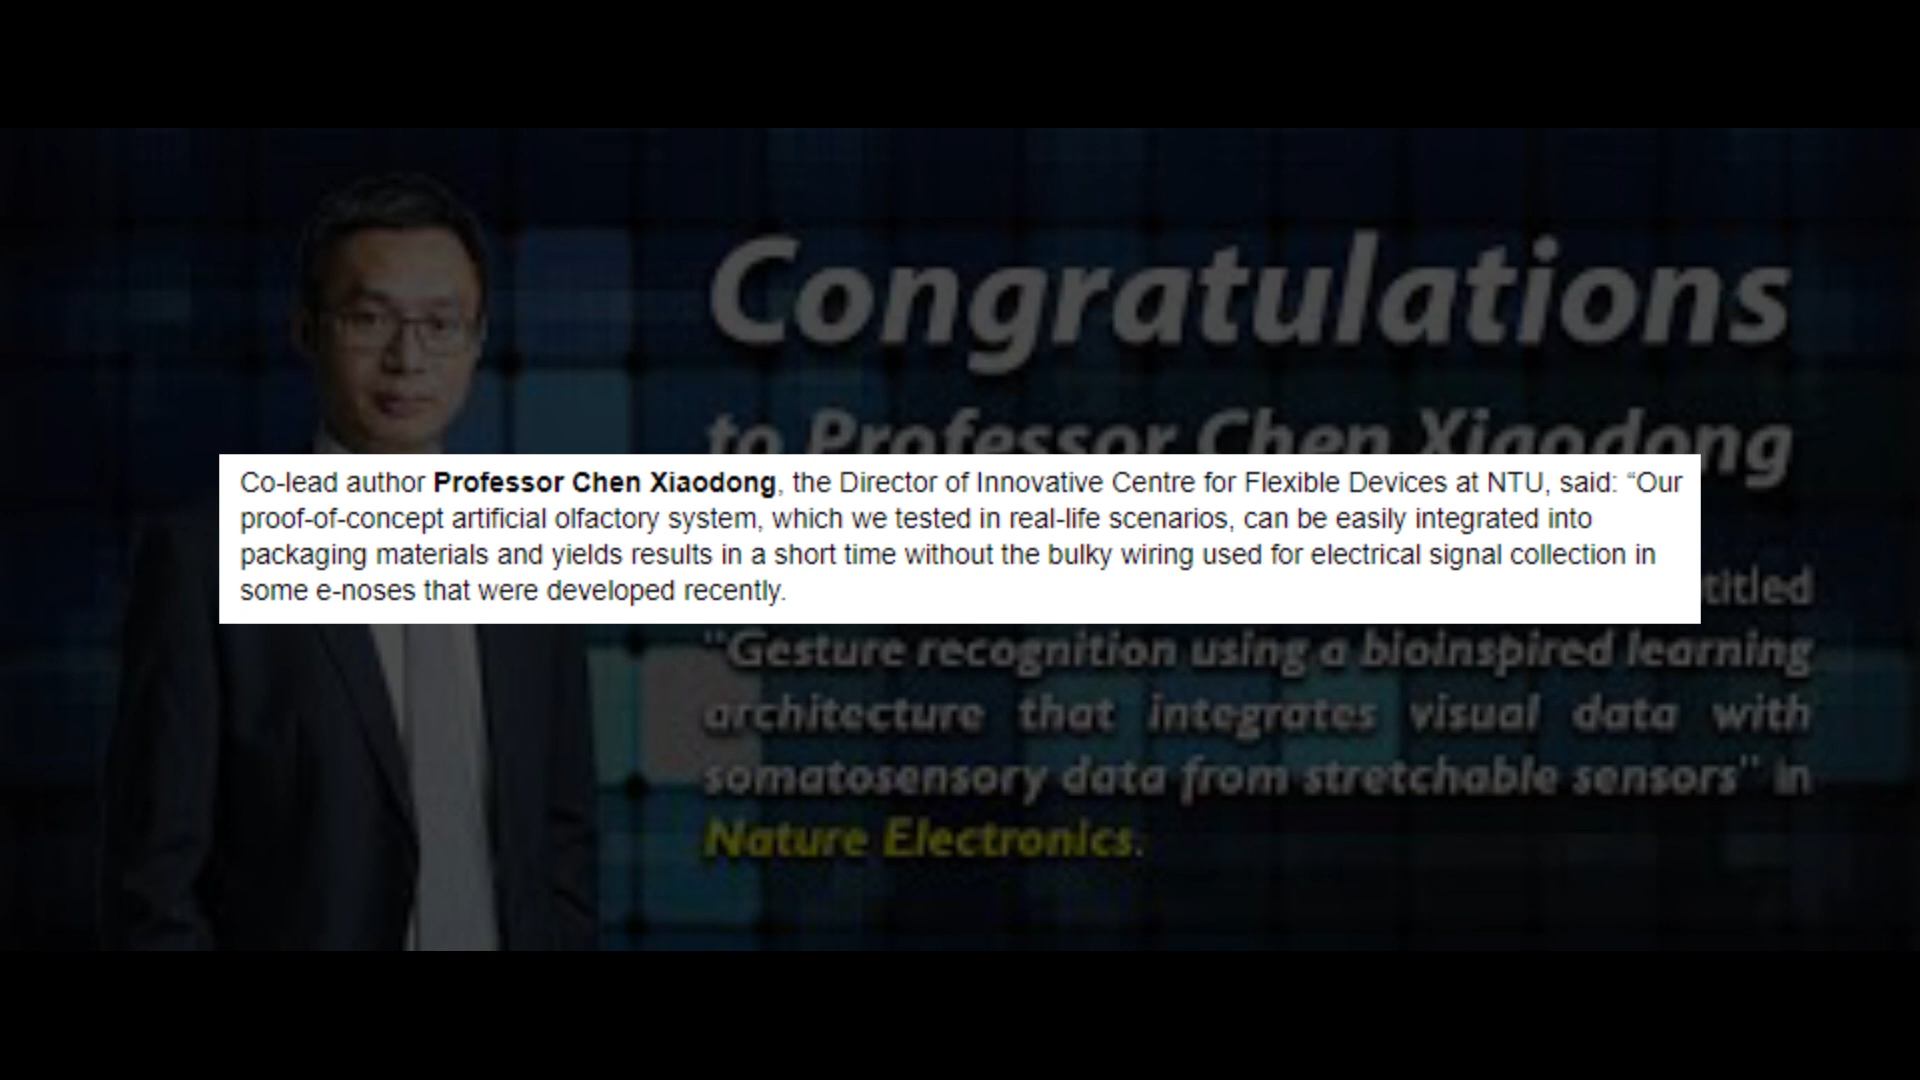 Congratulations
to Professor Chen Xiaodong
Co-lead author Professor Chen Xiaodong, the Director of Innovative Centre for Flexible Devices at NTU, said: “Our
proof-of-concept artificial olfactory system, which we tested in real-life scenarios, can be easily integrated into
packaging materials and yields results in a short time without the bulky wiring used for electrical signal collection in
some e-noses that were developed recently.
titled
"Gesture recognition using a bioinspired learning
architecture that integrates visual data with
somatosensory data from stretchable sensors" in
Nature Electronics.